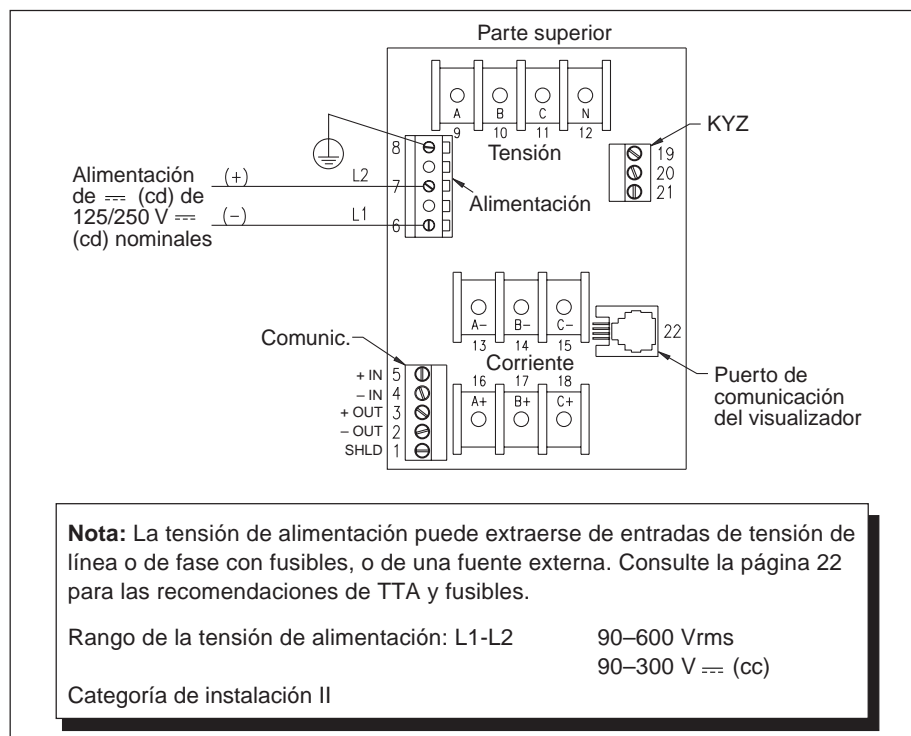 Parte superior
A B C N
9 10 11 12
Tensión
KYZ
19
20
21
8
Alimentación
de ⎓ (cd) de
125/250 V ⎓
(cd) nominales
(+) L2 7
(–) L1 6
Alimentación
A– B– C–
13 14 15
22
Comunic.
Corriente
16 17 18
A+ B+ C+
Puerto de
comunicación
del visualizador
+ IN 5
– IN 4
+ OUT 3
– OUT 2
SHLD 1
Nota: La tensión de alimentación puede extraerse de entradas de tensión de
línea o de fase con fusibles, o de una fuente externa. Consulte la página 22
para las recomendaciones de TTA y fusibles.
Rango de la tensión de alimentación: L1-L2 90–600 Vrms
90–300 V ⎓ (cc)
Categoría de instalación II